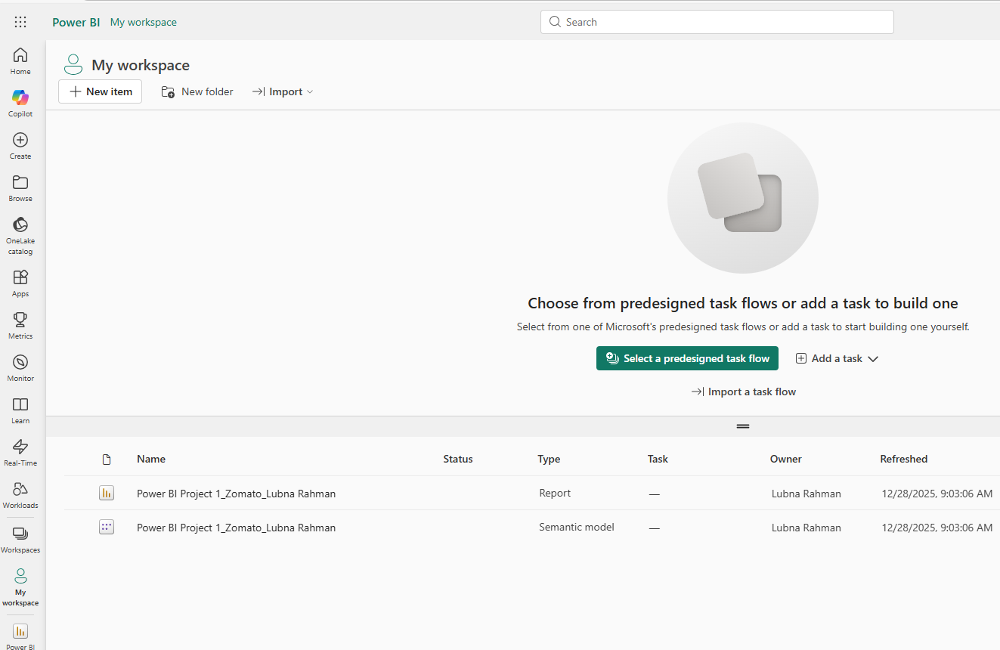 Power BI My workspace
Search
Home
Copilot
Create
Browse
OneLake
catalog
Apps
Metrics
Monitor
Learn
Real-Time
Workloads
Workspaces
My
workspace
Power BI
My workspace
New item New folder Import
Choose from predesigned task flows or add a task to build one
Select from one of Microsoft's predesigned task flows or add a task to start building one yourself.
Select a predesigned task flow Add a task
Import a task flow
Name Status Type Task Owner Refreshed
Power BI Project 1_Zomato_Lubna Rahman Report — Lubna Rahman 12/28/2025, 9:03:06 AM
Power BI Project 1_Zomato_Lubna Rahman Semantic model — Lubna Rahman 12/28/2025, 9:03:06 AM